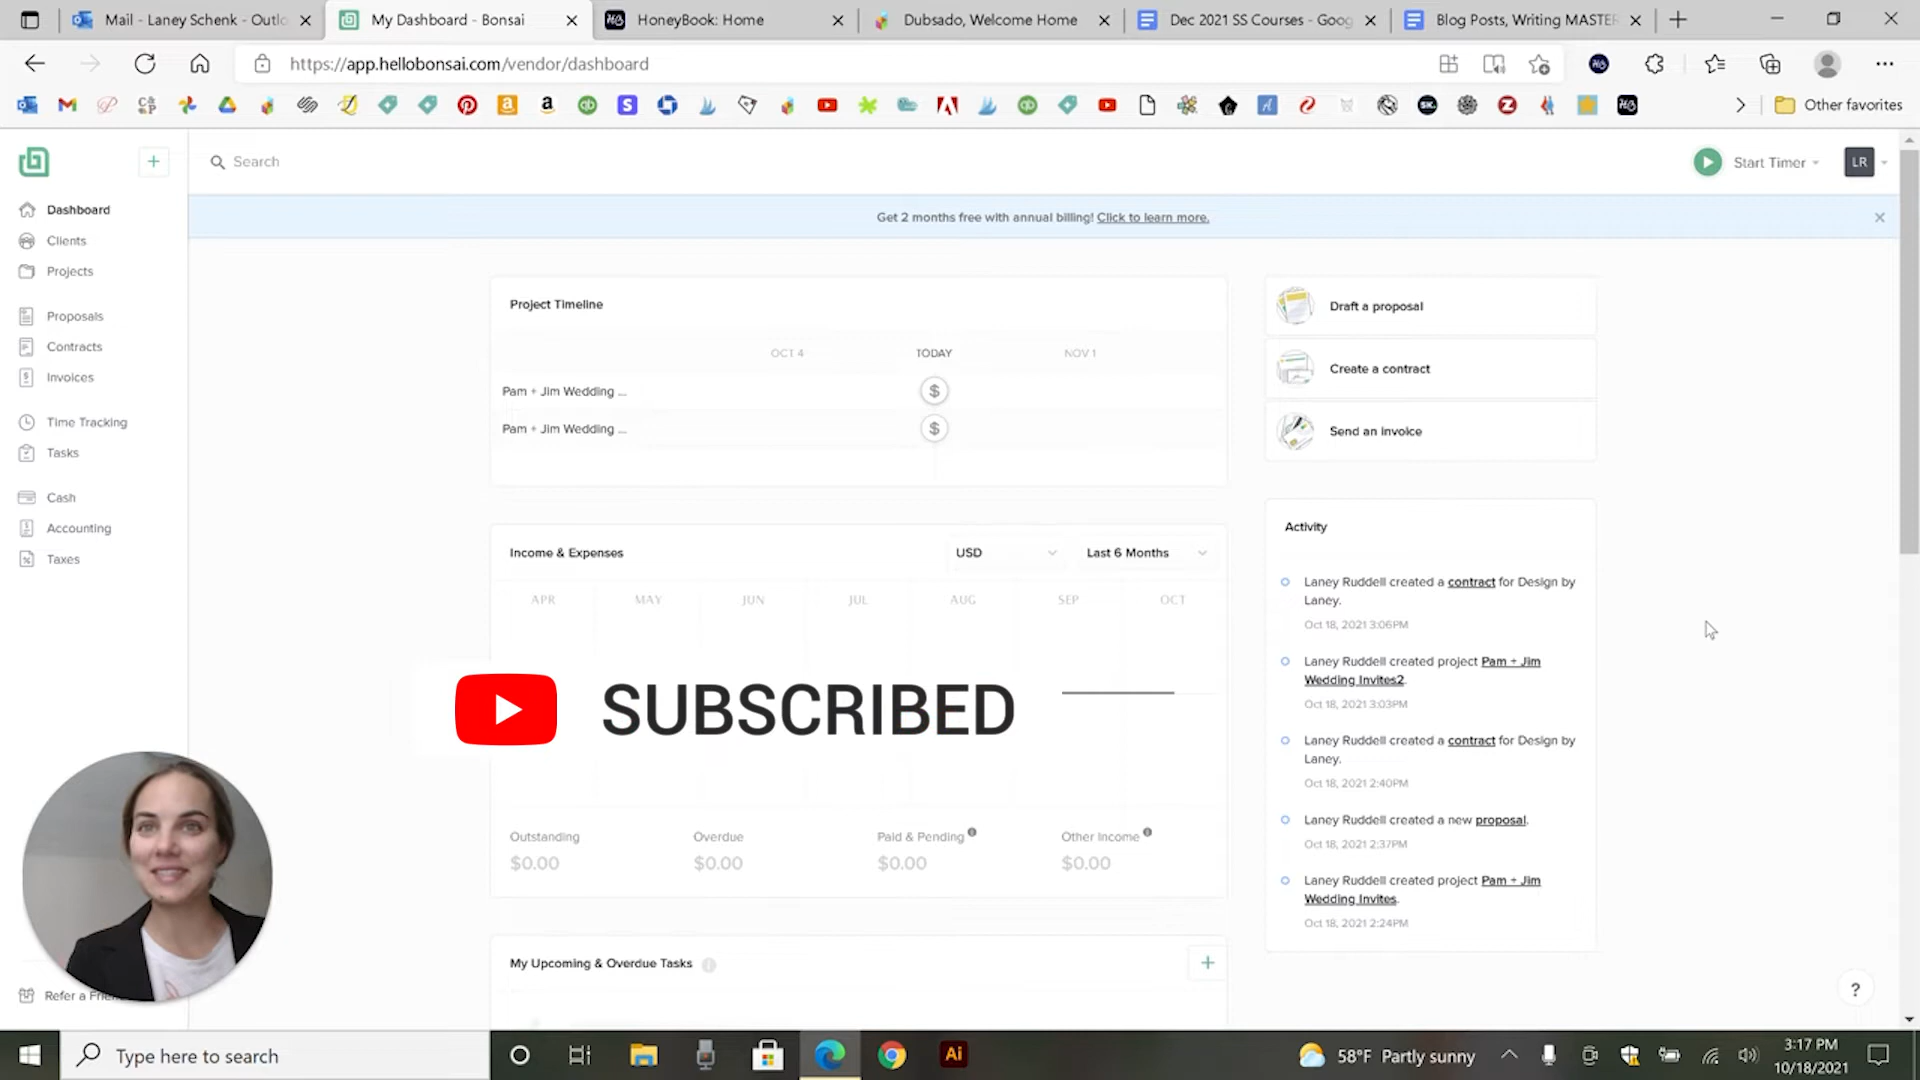 Mail - Laney Schenk - Outlo
My Dashboard - Bonsai
HoneyBook: Home
Dubsado, Welcome Home
Dec 2021 SS Courses - Goog
Blog Posts, Writing MASTER
https://app.hellobonsai.com/vendor/dashboard
Other favorites
Search
Start Timer
LR
Get 2 months free with annual billing! Click to learn more.
Dashboard
Clients
Projects
Proposals
Contracts
Invoices
Time Tracking
Tasks
Cash
Accounting
Taxes
Refer a Frie
Project Timeline
OCT 4
TODAY
NOV 1
Pam + Jim Wedding ...
$
Pam + Jim Wedding ...
$
Income & Expenses
USD
Last 6 Months
APR
MAY
JUN
JUL
AUG
SEP
OCT
SUBSCRIBED
Outstanding
$0.00
Overdue
$0.00
Paid & Pending
$0.00
Other Income
$0.00
My Upcoming & Overdue Tasks
Draft a proposal
Create a contract
Send an invoice
Activity
Laney Ruddell created a contract for Design by
Laney.
Oct 18, 2021 3:06PM
Laney Ruddell created project Pam + Jim
Wedding Invites2.
Oct 18, 2021 3:03PM
Laney Ruddell created a contract for Design by
Laney.
Oct 18, 2021 2:40PM
Laney Ruddell created a new proposal.
Oct 18, 2021 2:37PM
Laney Ruddell created project Pam + Jim
Wedding Invites.
Oct 18, 2021 2:24PM
?
Type here to search
Ai
58°F Partly sunny
3:17 PM
10/18/2021